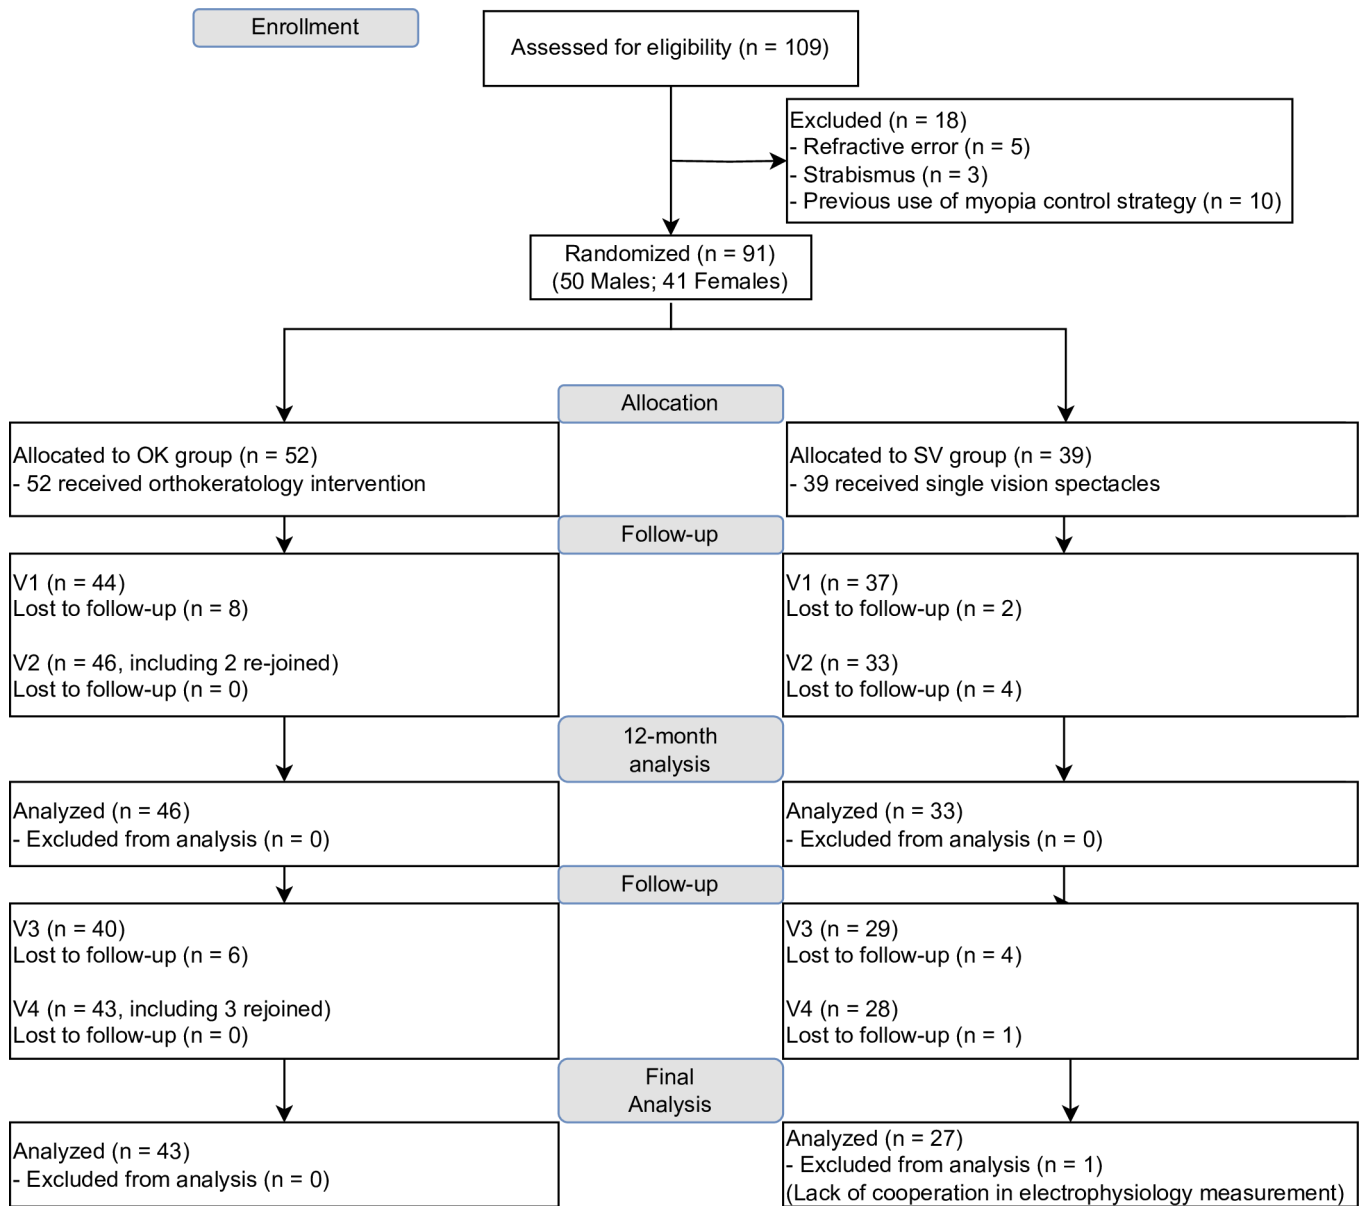 Enrollment
Assessed for eligibility (n = 109)
Excluded (n = 18)
- Refractive error (n = 5)
- Strabismus (n = 3)
- Previous use of myopia control strategy (n = 10)
Randomized (n = 91)
(50 Males; 41 Females)
Allocation
Allocated to OK group (n = 52)
- 52 received orthokeratology intervention
Allocated to SV group (n = 39)
- 39 received single vision spectacles
Follow-up
V1 (n = 44)
Lost to follow-up (n = 8)
V2 (n = 46, including 2 re-joined)
Lost to follow-up (n = 0)
V1 (n = 37)
Lost to follow-up (n = 2)
V2 (n = 33)
Lost to follow-up (n = 4)
12-month
analysis
Analyzed (n = 46)
- Excluded from analysis (n = 0)
Analyzed (n = 33)
- Excluded from analysis (n = 0)
Follow-up
V3 (n = 40)
Lost to follow-up (n = 6)
V4 (n = 43, including 3 rejoined)
Lost to follow-up (n = 0)
V3 (n = 29)
Lost to follow-up (n = 4)
V4 (n = 28)
Lost to follow-up (n = 1)
Final
Analysis
Analyzed (n = 43)
- Excluded from analysis (n = 0)
Analyzed (n = 27)
- Excluded from analysis (n = 1)
(Lack of cooperation in electrophysiology measurement)